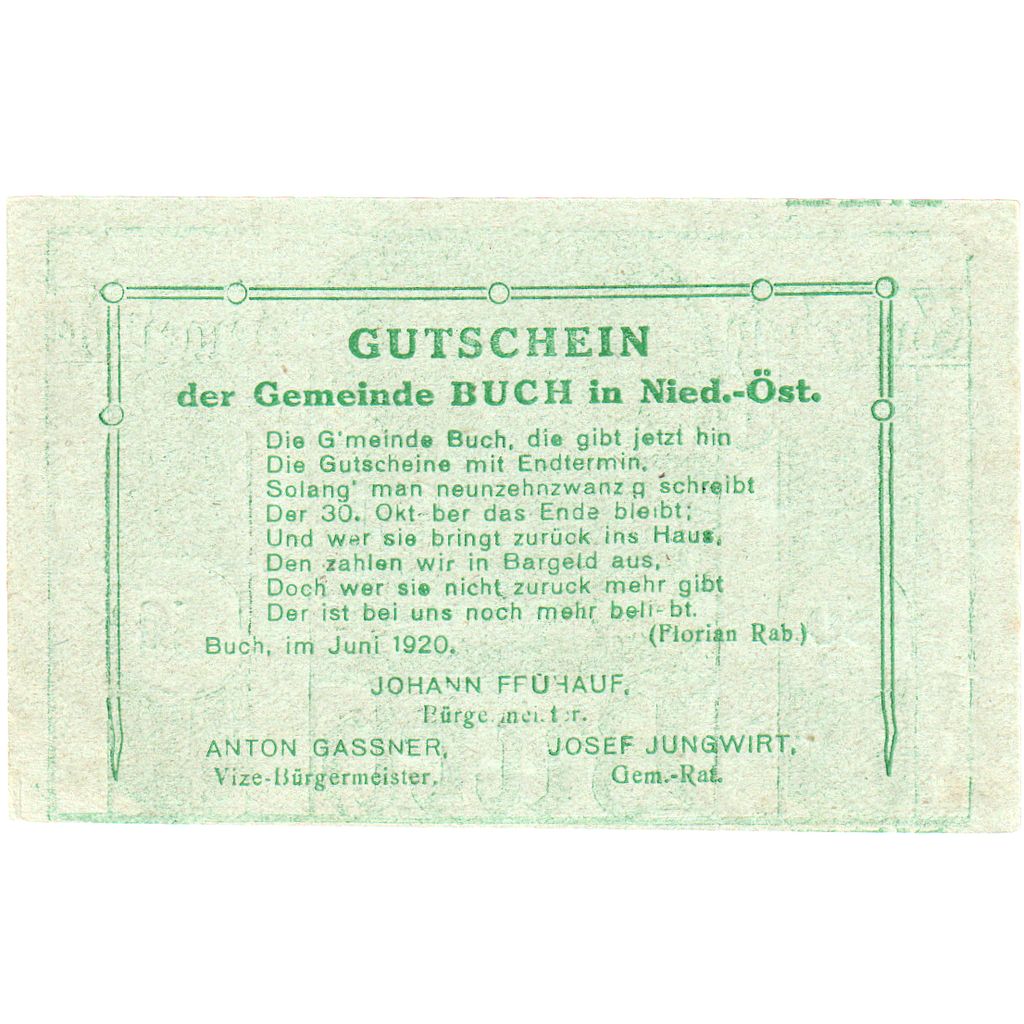 GUTSCHEIN
der Gemeinde BUCH in Nied.-Öst.
Die G'meinde Buch, die gibt jetzt hin
Die Gutscheine mit Endtermin.
Solang' man neunzehnzwanz g schreibt
Der 30. Okt ber das Ende bleibt;
Und wer sie bringt zurück ins Haus,
Den zahlen wir in Bargeld aus,
Doch wer sie nicht zuruck mehr gibt
Der ist bei uns noch mehr beli bt.
(Florian Rab.)
Buch, im Juni 1920.
JOHANN FFÜHAUF,
Bürgermeister.
ANTON GASSNER, JOSEF JUNGWIRT,
Vize-Bürgermeister. Gem.-Rat.